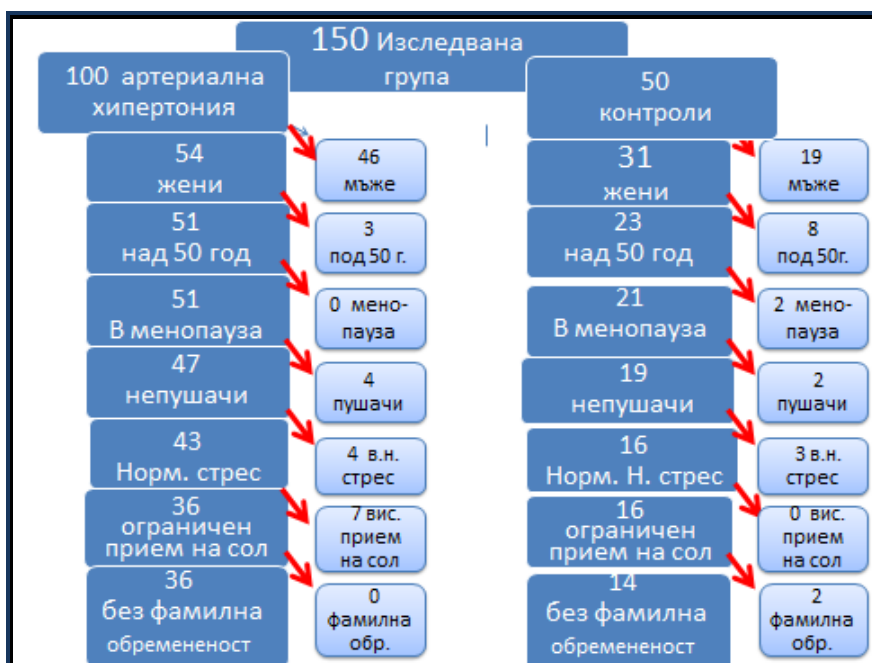 150 Изследвана
група
100 артериална
хипертония
54
жени
46
мъже
51
над 50 год
3
под 50 г.
51
В менопауза
0 мено-
пауза
47
непушачи
4
пушачи
43
Норм. стрес
4 в.н.
стрес
36
ограничен
прием на сол
7 вис.
прием
на сол
36
без фамилна
обремененост
0
фамилна
обр.
50
контроли
31
жени
19
мъже
23
над 50 год
8
под 50г.
21
В менопауза
2 мено-
пауза
19
непушачи
2
пушачи
16
Норм. Н. стрес
3 в.н.
стрес
16
ограничен
прием на сол
0 вис.
прием
на сол
14
без фамилна
обремененост
2
фамилна
обр.